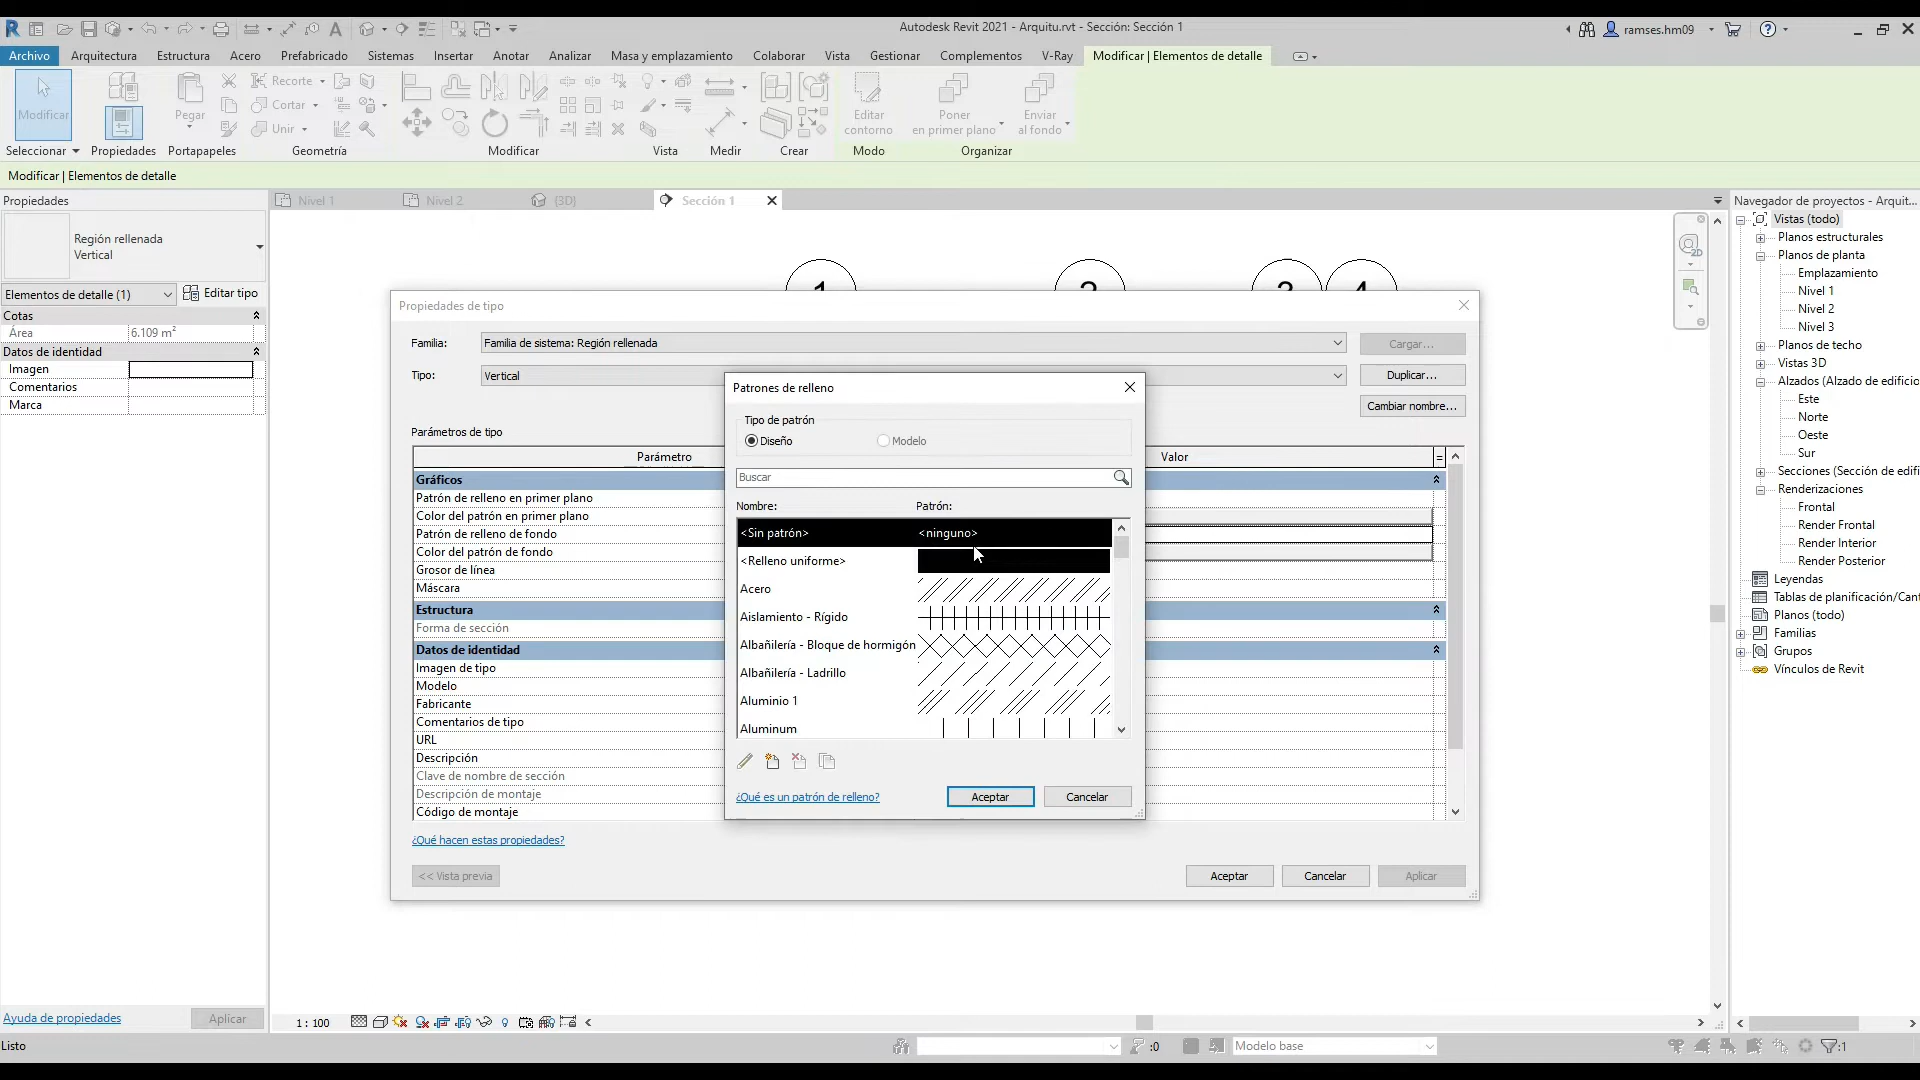 Autodesk Revit 2021 - Arquitu.rvt - Sección: Sección 1
ramses.hm09
Archivo Arquitectura Estructura Acero Prefabricado Sistemas Insertar Anotar Analizar Masa y emplazamiento Colaborar Vista Gestionar Complementos V-Ray Modificar | Elementos de detalle
Modificar
Pegar
Recorte
Cortar
Unir
Editar contorno
Poner en primer plano
Enviar al fondo
Seleccionar Propiedades Portapapeles Geometría Modificar Vista Medir Crear Modo Organizar
Modificar | Elementos de detalle
Propiedades
Región rellenada
Vertical
Elementos de detalle (1) Editar tipo
Cotas
Área 6.109 m²
Datos de identidad
Imagen
Comentarios
Marca
Ayuda de propiedades Aplicar
Nivel 1 Nivel 2 {3D} Sección 1
1 2 3 4
2D
Propiedades de tipo
Familia: Familia de sistema: Región rellenada Cargar...
Tipo: Vertical Duplicar...
Cambiar nombre...
Parámetros de tipo
Parámetro Valor =
Gráficos
Patrón de relleno en primer plano
Color del patrón en primer plano
Patrón de relleno de fondo
Color del patrón de fondo
Grosor de línea
Máscara
Estructura
Forma de sección
Datos de identidad
Imagen de tipo
Modelo
Fabricante
Comentarios de tipo
URL
Descripción
Clave de nombre de sección
Descripción de montaje
Código de montaje
¿Qué hacen estas propiedades?
<< Vista previa Aceptar Cancelar Aplicar
Patrones de relleno
Tipo de patrón
Diseño Modelo
Buscar
Nombre: Patrón:
<Sin patrón> <ninguno>
<Relleno uniforme>
Acero
Aislamiento - Rígido
Albañilería - Bloque de hormigón
Albañilería - Ladrillo
Aluminio 1
Aluminum
¿Qué es un patrón de relleno? Aceptar Cancelar
Navegador de proyectos - Arquit...
Vistas (todo)
Planos estructurales
Planos de planta
Emplazamiento
Nivel 1
Nivel 2
Nivel 3
Planos de techo
Vistas 3D
Alzados (Alzado de edificio
Este
Norte
Oeste
Sur
Secciones (Sección de edifi
Renderizaciones
Frontal
Render Frontal
Render Interior
Render Posterior
Leyendas
Tablas de planificación/Cant
Planos (todo)
Familias
Grupos
Vínculos de Revit
1 : 100
Listo :0 Modelo base :1